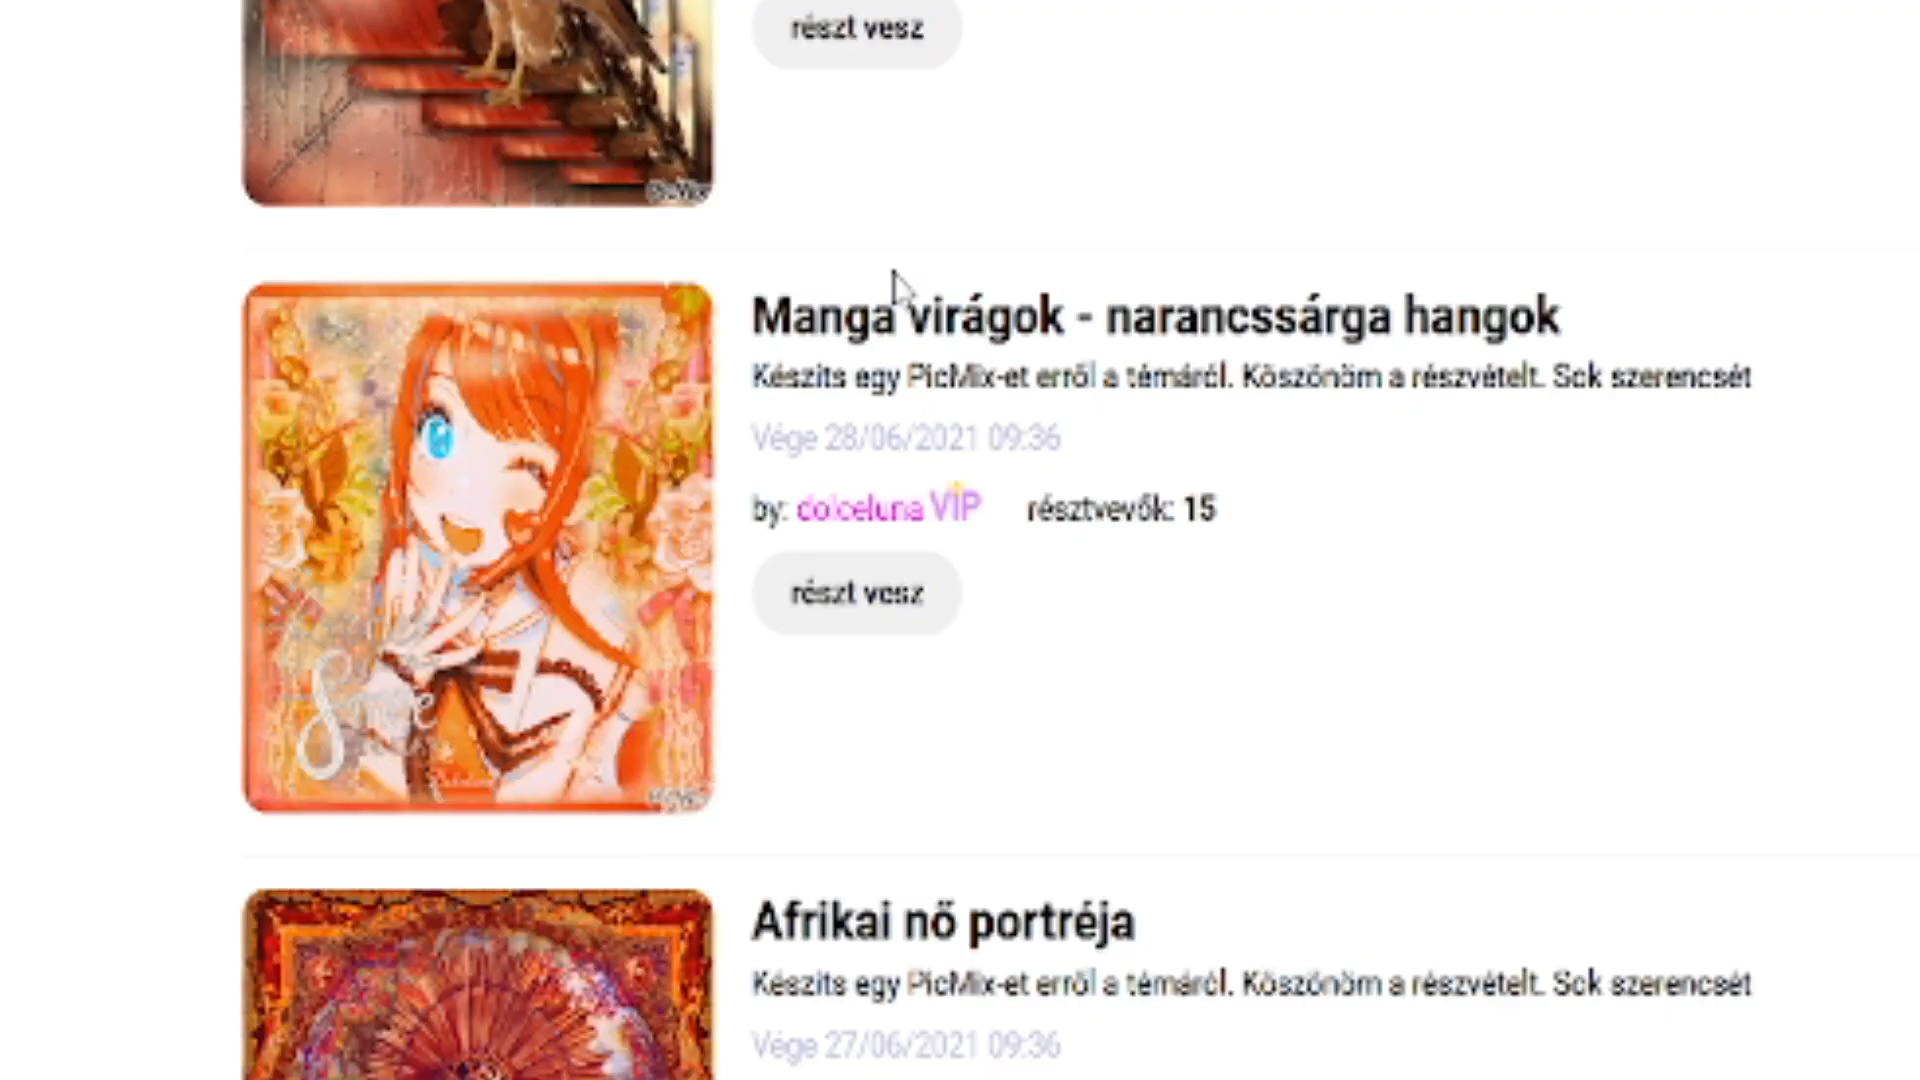 részt vesz
Manga virágok - narancssárga hangok
Készíts egy PicMix-et erről a témáról. Köszönöm a részvételt. Sok szerencsét
Vége 28/06/2021 09:36
by: dolceluna VIP résztvevők: 15
részt vesz
Afrikai nő portréja
Készíts egy PicMix-et erről a témáról. Köszönöm a részvételt. Sok szerencsét
Vége 27/06/2021 09:36